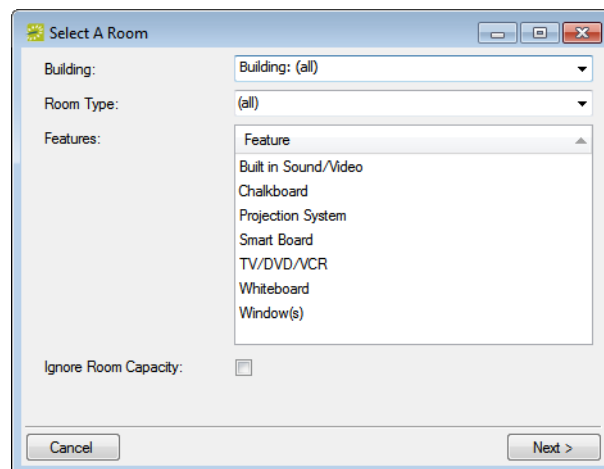 Select A Room
Building: Building: (all)
Room Type: (all)
Features: Feature
Built in Sound/Video
Chalkboard
Projection System
Smart Board
TV/DVD/VCR
Whiteboard
Window(s)
Ignore Room Capacity:
Cancel Next >